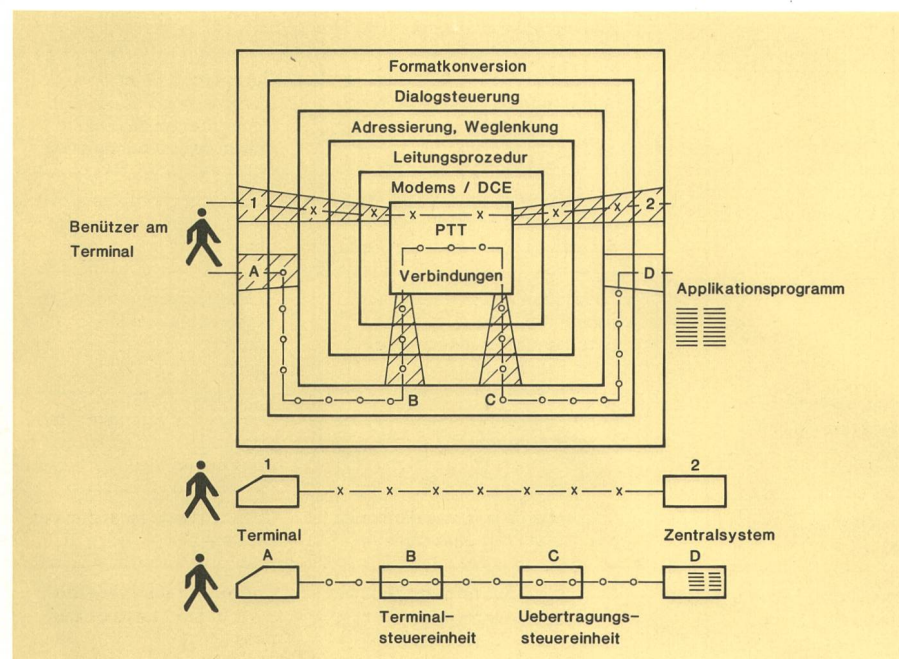 Formatkonversion
Dialogsteuerung
Adressierung, Weglenkung
Leitungsprozedur
Modems / DCE
1
2
PTT
Benützer am
Terminal
A
D
Verbindungen
Applikationsprogramm
B
C
1
2
Terminal
Zentralsystem
A
B
C
D
Terminal-
steuereinheit
Uebertragungs-
steuereinheit